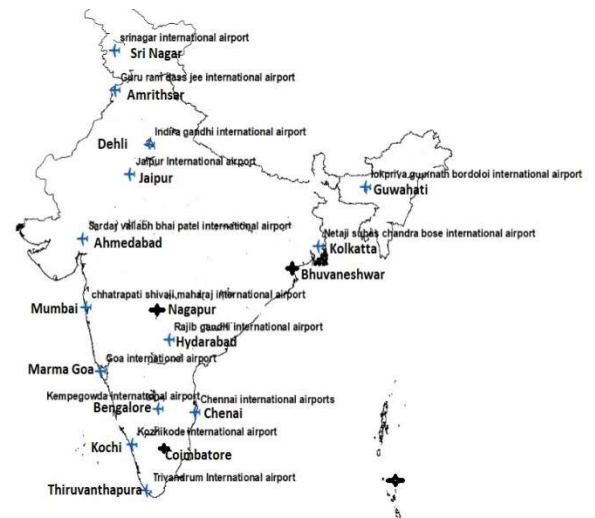 srinagar international airport
Sri Nagar
Guru ram dass jee international airport
Amrithsar
Indira gandhi international airport
Dehli
Jaipur International airport
Jaipur
lokpriya gupinath bordoloi international airport
Guwahati
Sardar vallabh bhai patel international airport
Ahmedabad
Netaji subas chandra bose international airport
Kolkatta
Bhuvaneshwar
chhatrapati shivaji maharaj international airport
Mumbai
Nagapur
Rajib gandhi international airport
Hydarabad
Goa international airport
Marma Goa
Kempegowda international airport
Bengalore
Chennai international airports
Chenai
Kozhikode international airport
Kochi
Coimbatore
Trivandrum International airport
Thiruvanthapura